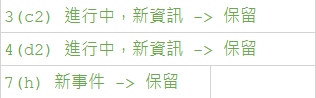 3(c2) 進行中，新資訊 -> 保留
4(d2) 進行中，新資訊 -> 保留
7(h) 新事件 -> 保留